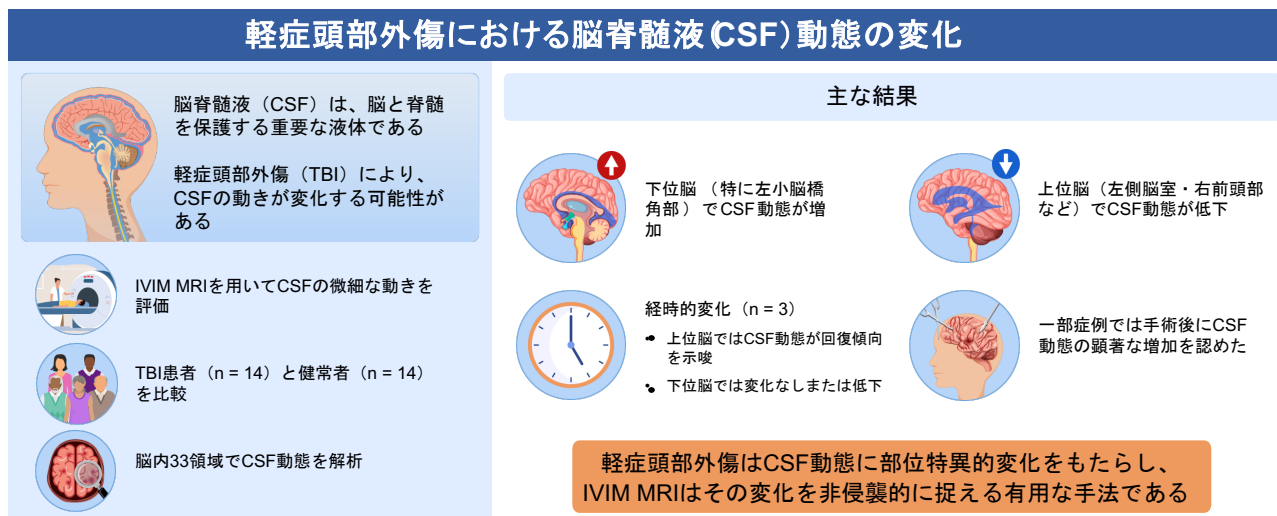 軽症頭部外傷における脳脊髄液(CSF)動態の変化
脳脊髄液（CSF）は、脳と脊髄
を保護する重要な液体である
軽症頭部外傷（TBI）により、
CSFの動きが変化する可能性が
ある
IVIM MRIを用いてCSFの微細な動きを
評価
TBI患者（n = 14）と健常者（n = 14）
を比較
脳内33領域でCSF動態を解析
主な結果
下位脳 （特に左小脳橋
角部）でCSF動態が増
加
上位脳（左側脳室・右前頭部
など）でCSF動態が低下
経時的変化（n = 3）
• 上位脳ではCSF動態が回復傾向
を示唆
• 下位脳では変化なしまたは低下
一部症例では手術後にCSF
動態の顕著な増加を認めた
軽症頭部外傷はCSF動態に部位特異的変化をもたらし、
IVIM MRIはその変化を非侵襲的に捉える有用な手法である